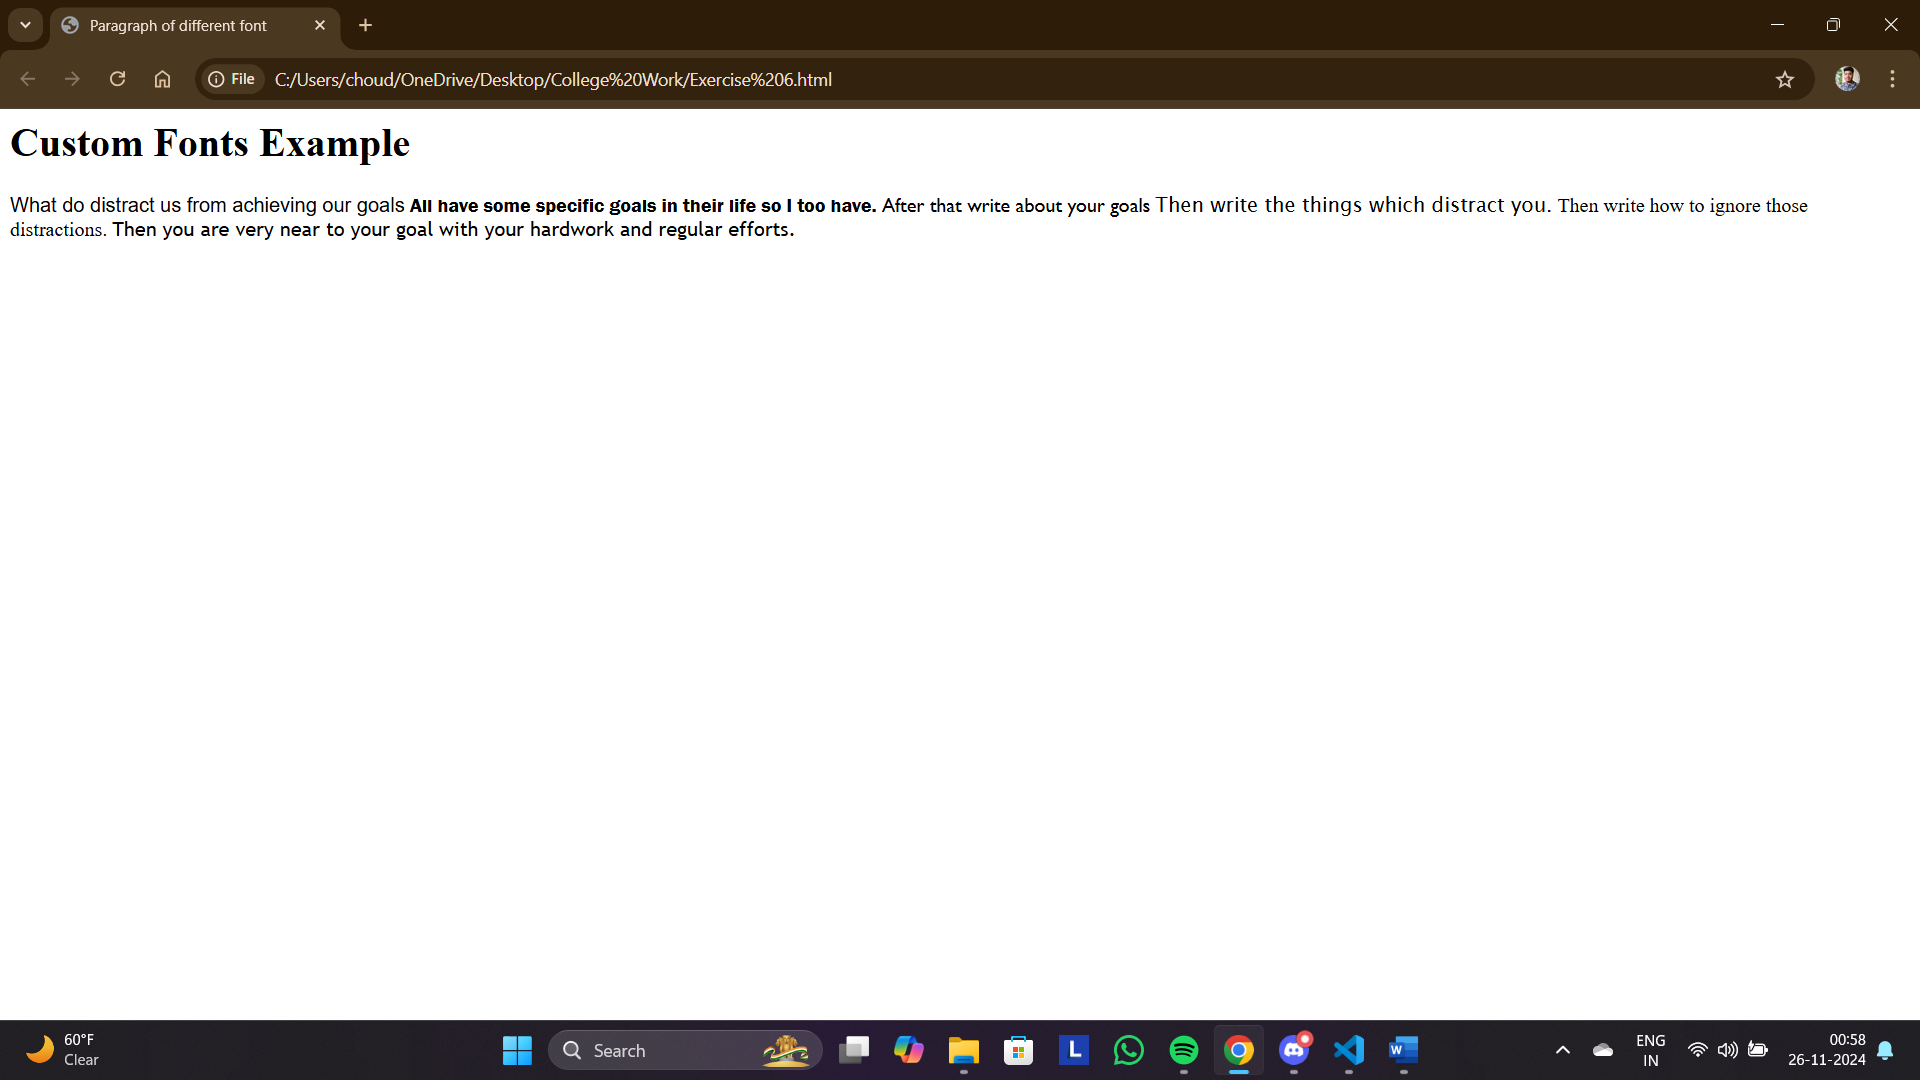 Paragraph of different font
File
C:/Users/choud/OneDrive/Desktop/College%20Work/Exercise%206.html
Custom Fonts Example
What do distract us from achieving our goals All have some specific goals in their life so I too have. After that write about your goals Then write the things which distract you. Then write how to ignore those
distractions. Then you are very near to your goal with your hardwork and regular efforts.
60°F
Clear
Search
L
W
ENG
IN
00:58
26-11-2024